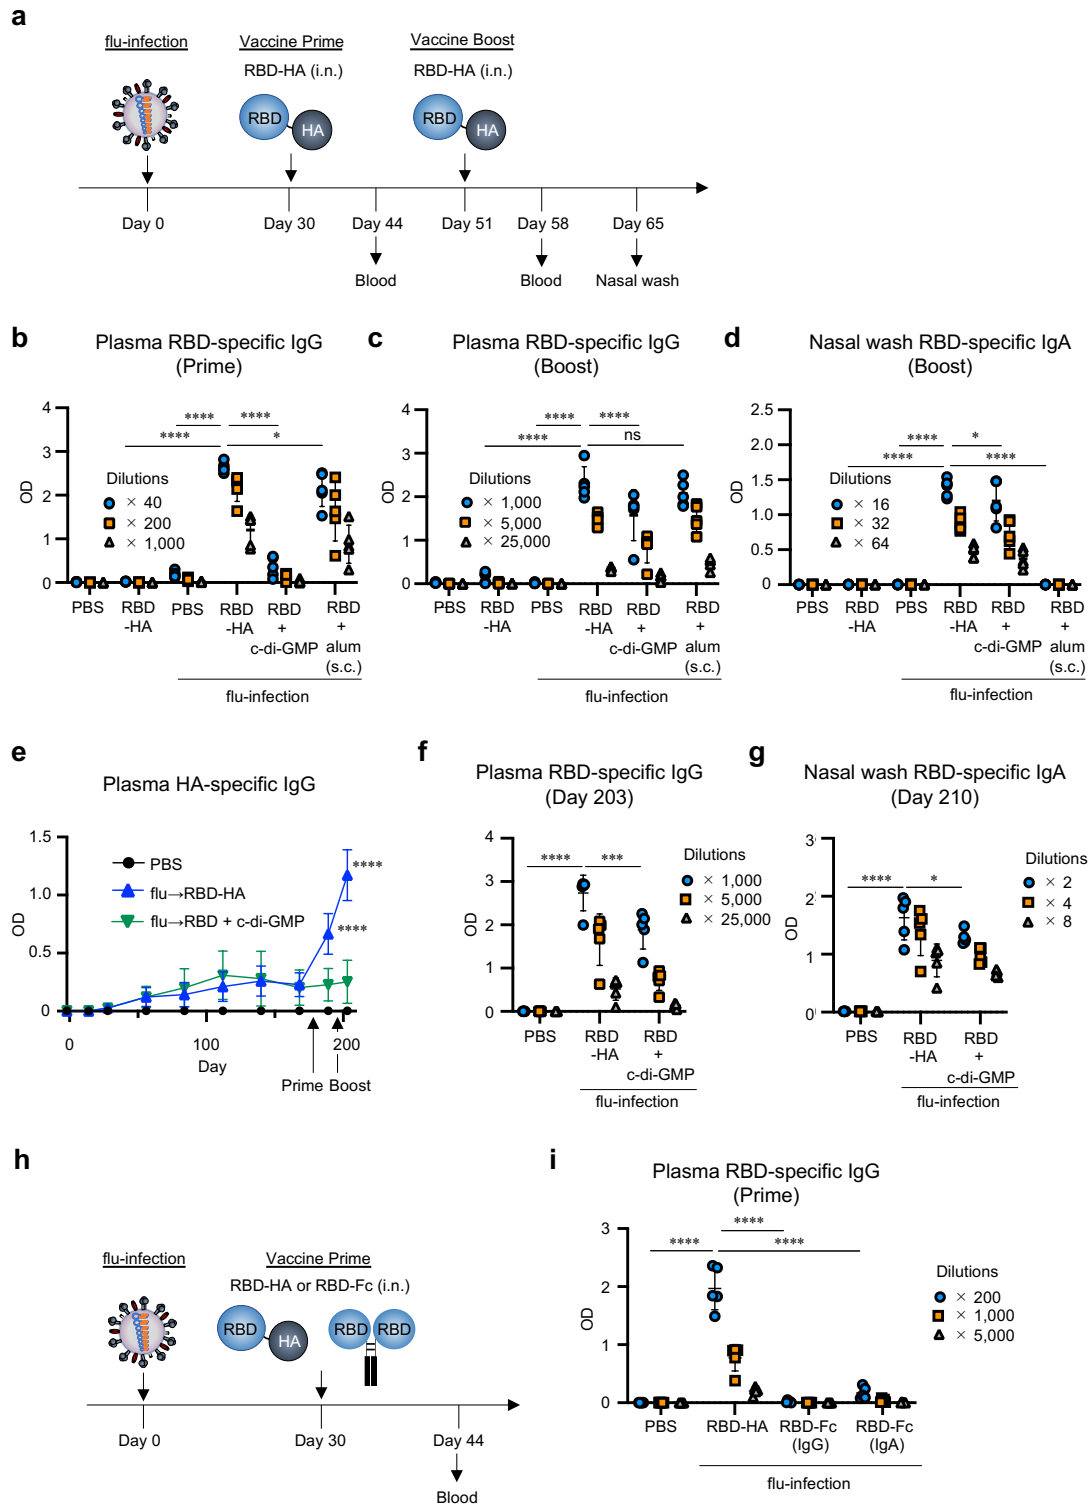 a
flu-infection
Vaccine Prime
Vaccine Boost
RBD-HA (i.n.)
RBD-HA (i.n.)
RBD
HA
RBD
HA
Day 0
Day 30
Day 44
Day 51
Day 58
Day 65
Blood
Blood
Nasal wash
b
Plasma RBD-specific IgG
(Prime)
4
3
2
1
0
OD
****
****
****
*
Dilutions
× 40
× 200
× 1,000
PBS
RBD
-HA
PBS
RBD
-HA
RBD
+
c-di-GMP
RBD
+
alum
(s.c.)
flu-infection
c
Plasma RBD-specific IgG
(Boost)
4
3
2
1
0
OD
****
****
****
ns
Dilutions
× 1,000
× 5,000
× 25,000
PBS
RBD
-HA
PBS
RBD
-HA
RBD
+
c-di-GMP
RBD
+
alum
(s.c.)
flu-infection
d
Nasal wash RBD-specific IgA
(Boost)
2.5
2.0
1.5
1.0
0.5
0
OD
****
*
****
****
Dilutions
× 16
× 32
× 64
PBS
RBD
-HA
PBS
RBD
-HA
RBD
+
c-di-GMP
RBD
+
alum
(s.c.)
flu-infection
e
Plasma HA-specific IgG
1.5
1.0
0.5
0
OD
PBS
flu→RBD-HA
flu→RBD + c-di-GMP
****
****
0
100
200
Day
Prime
Boost
f
Plasma RBD-specific IgG
(Day 203)
4
3
2
1
0
OD
****
***
Dilutions
× 1,000
× 5,000
× 25,000
PBS
RBD
-HA
RBD
+
c-di-GMP
flu-infection
g
Nasal wash RBD-specific IgA
(Day 210)
3
2
1
0
OD
****
*
Dilutions
× 2
× 4
× 8
PBS
RBD
-HA
RBD
+
c-di-GMP
flu-infection
h
flu-infection
Vaccine Prime
RBD-HA or RBD-Fc (i.n.)
RBD
HA
RBD
RBD
Day 0
Day 30
Day 44
Blood
i
Plasma RBD-specific IgG
(Prime)
3
2
1
0
OD
****
****
****
Dilutions
× 200
× 1,000
× 5,000
PBS
RBD-HA
RBD-Fc
(IgG)
RBD-Fc
(IgA)
flu-infection